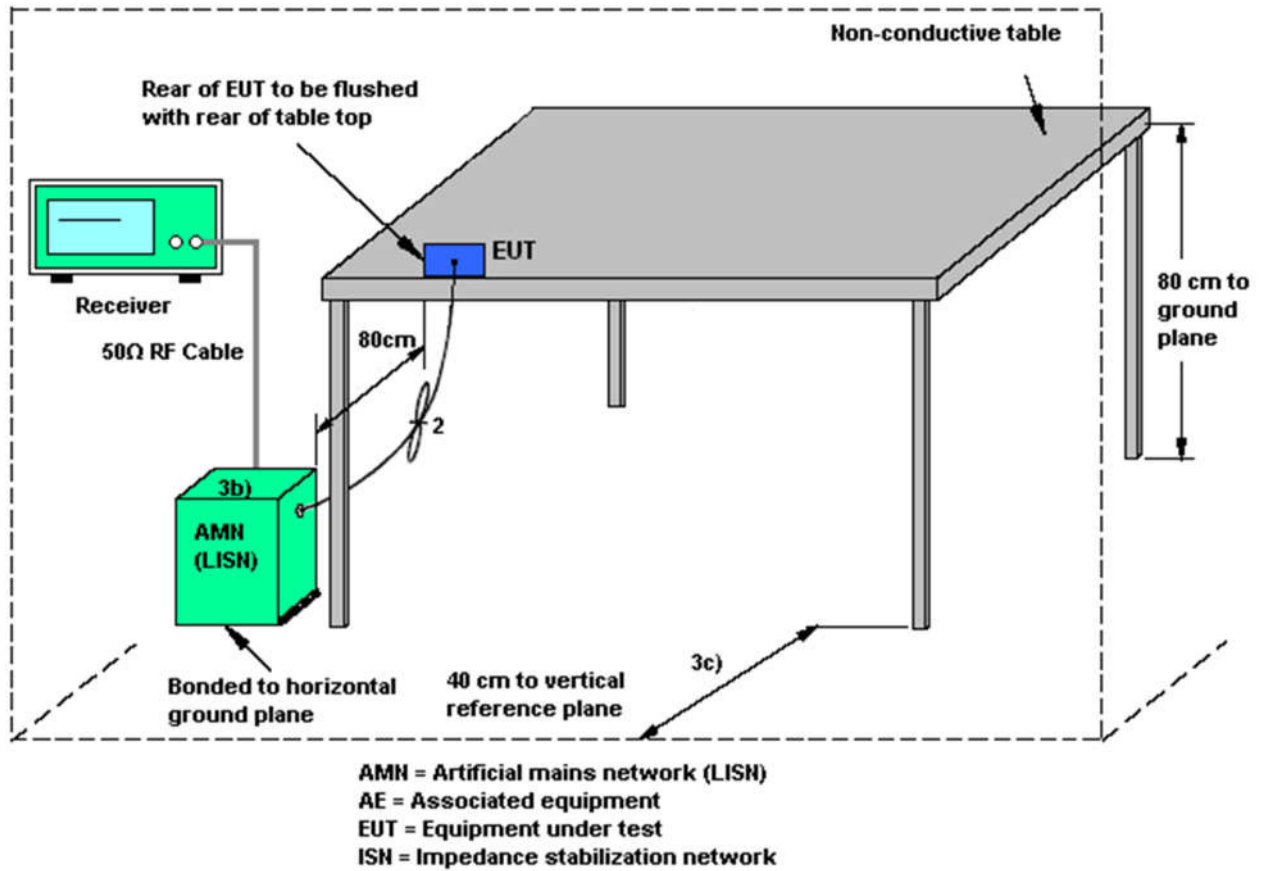 Non-conductive table
Rear of EUT to be flushed
with rear of table top
EUT
Receiver
80 cm to
ground
plane
80cm
50Ω RF Cable
2
3b)
AMN
(LISN)
3c)
Bonded to horizontal
ground plane
40 cm to vertical
reference plane
AMN = Artificial mains network (LISN)
AE = Associated equipment
EUT = Equipment under test
ISN = Impedance stabilization network